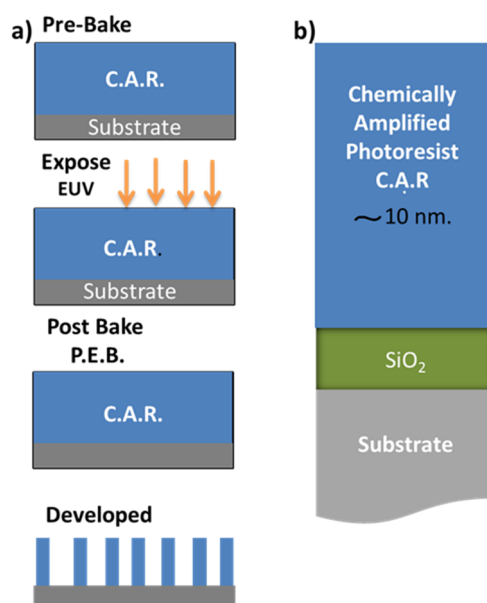 a)
Pre-Bake
C.A.R.
Substrate
Expose
EUV
C.A.R.
Substrate
Post Bake
P.E.B.
C.A.R.
Developed
b)
Chemically
Amplified
Photoresist
C.A.R
~10 nm.
SiO₂
Substrate